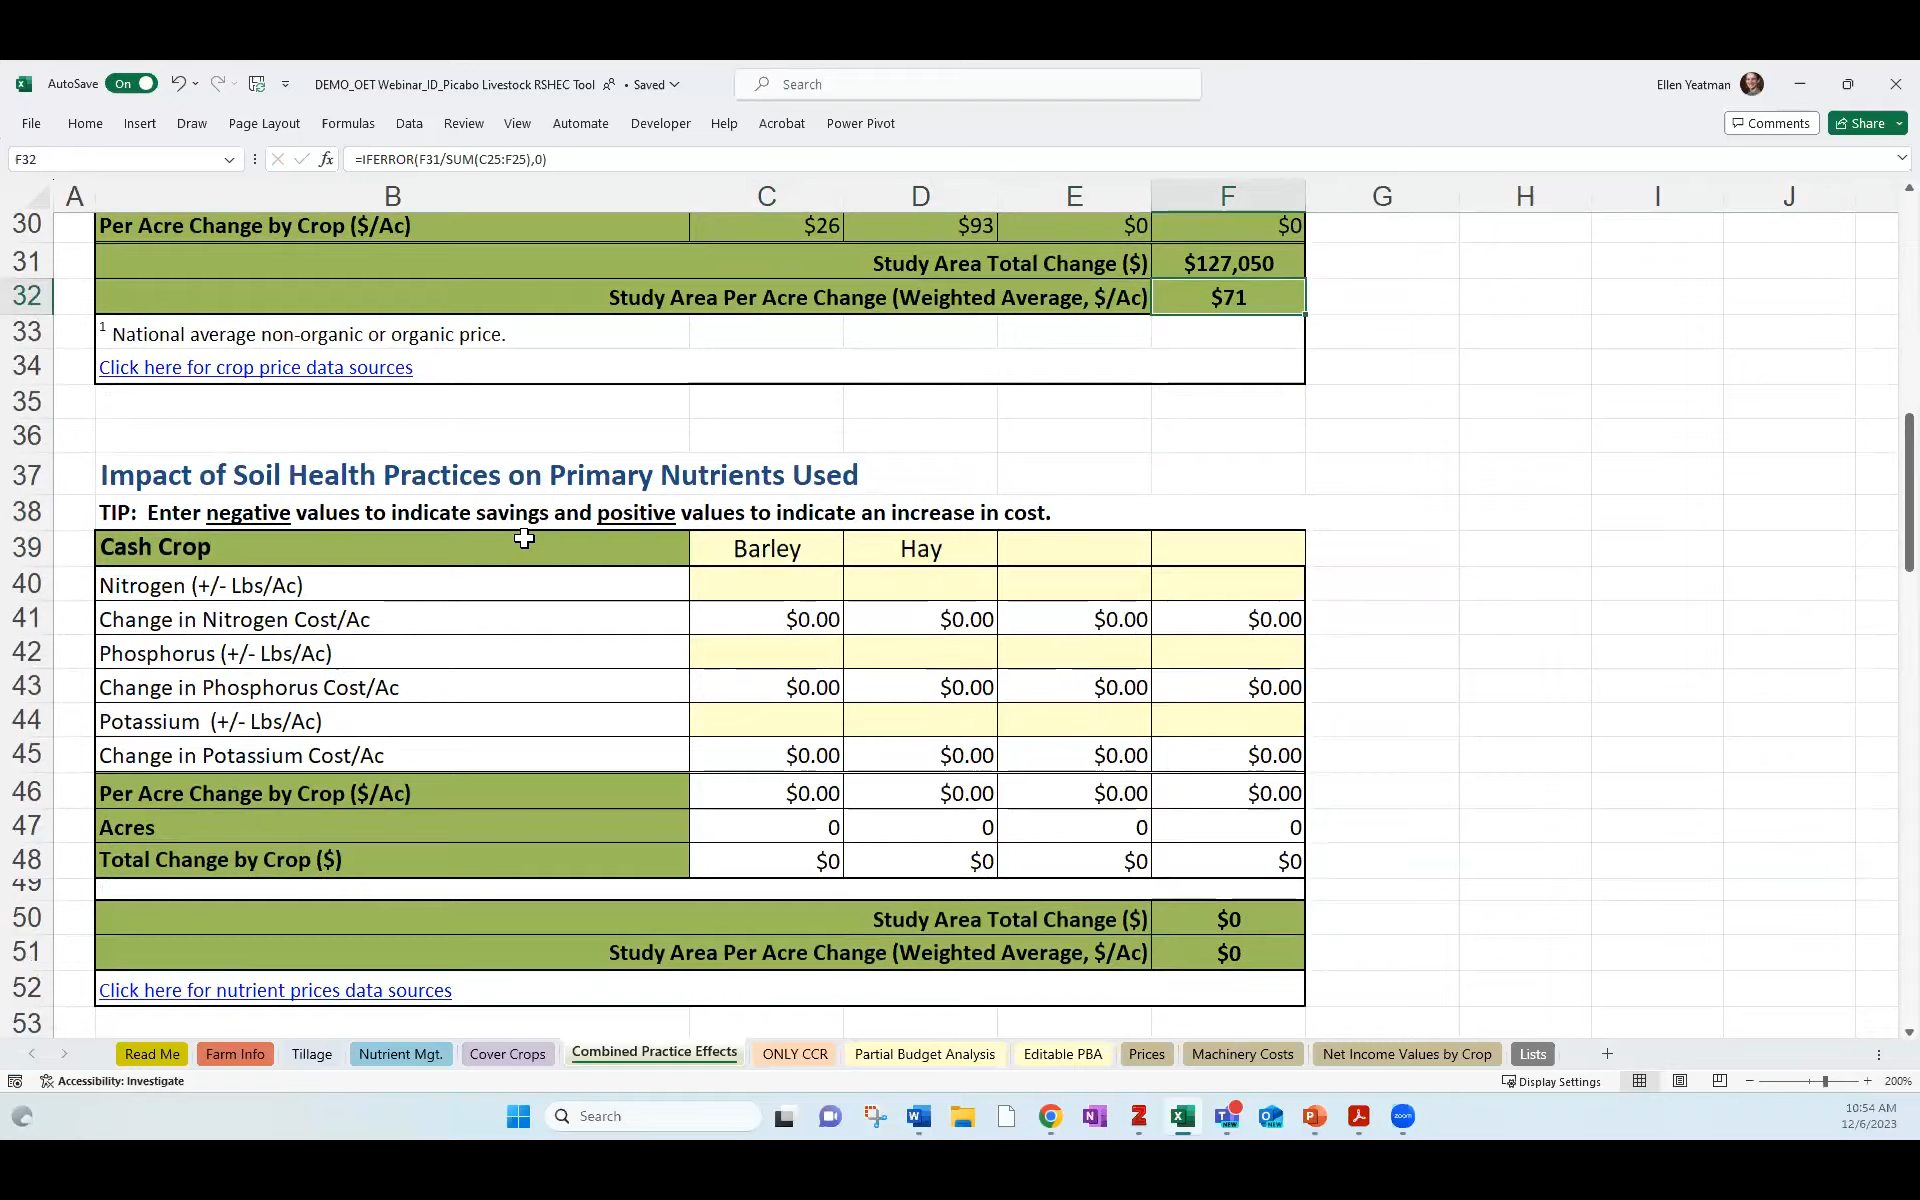 AutoSave On DEMO_OET Webinar_ID_Picabo Livestock RSHEC Tool • Saved Search Ellen Yeatman
File Home Insert Draw Page Layout Formulas Data Review View Automate Developer Help Acrobat Power Pivot Comments Share
F32 fx =IFERROR(F31/SUM(C25:F25),0)
A B C D E F G H I J
30 Per Acre Change by Crop ($/Ac) $26 $93 $0 $0
31 Study Area Total Change ($) $127,050
32 Study Area Per Acre Change (Weighted Average, $/Ac) $71
33 1 National average non-organic or organic price.
34 Click here for crop price data sources
35
36
37 Impact of Soil Health Practices on Primary Nutrients Used
38 TIP: Enter negative values to indicate savings and positive values to indicate an increase in cost.
39 Cash Crop Barley Hay
40 Nitrogen (+/- Lbs/Ac)
41 Change in Nitrogen Cost/Ac $0.00 $0.00 $0.00 $0.00
42 Phosphorus (+/- Lbs/Ac)
43 Change in Phosphorus Cost/Ac $0.00 $0.00 $0.00 $0.00
44 Potassium (+/- Lbs/Ac)
45 Change in Potassium Cost/Ac $0.00 $0.00 $0.00 $0.00
46 Per Acre Change by Crop ($/Ac) $0.00 $0.00 $0.00 $0.00
47 Acres 0 0 0 0
48 Total Change by Crop ($) $0 $0 $0 $0
49
50 Study Area Total Change ($) $0
51 Study Area Per Acre Change (Weighted Average, $/Ac) $0
52 Click here for nutrient prices data sources
53
Read Me Farm Info Tillage Nutrient Mgt. Cover Crops Combined Practice Effects ONLY CCR Partial Budget Analysis Editable PBA Prices Machinery Costs Net Income Values by Crop Lists
Accessibility: Investigate Display Settings 200%
Search 10:54 AM
12/6/2023